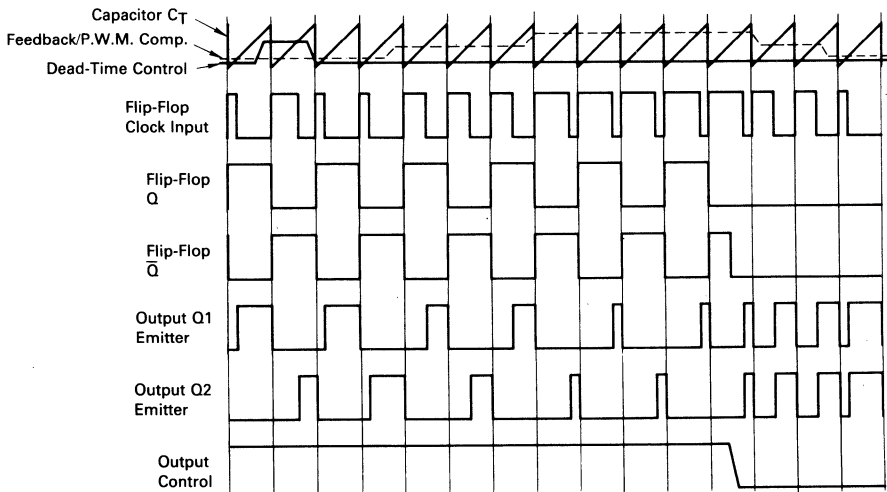 Capacitor CT
Feedback/P.W.M. Comp.
Dead-Time Control
Flip-Flop
Clock Input
Flip-Flop
Q
Flip-Flop
Q̅
Output Q1
Emitter
Output Q2
Emitter
Output
Control